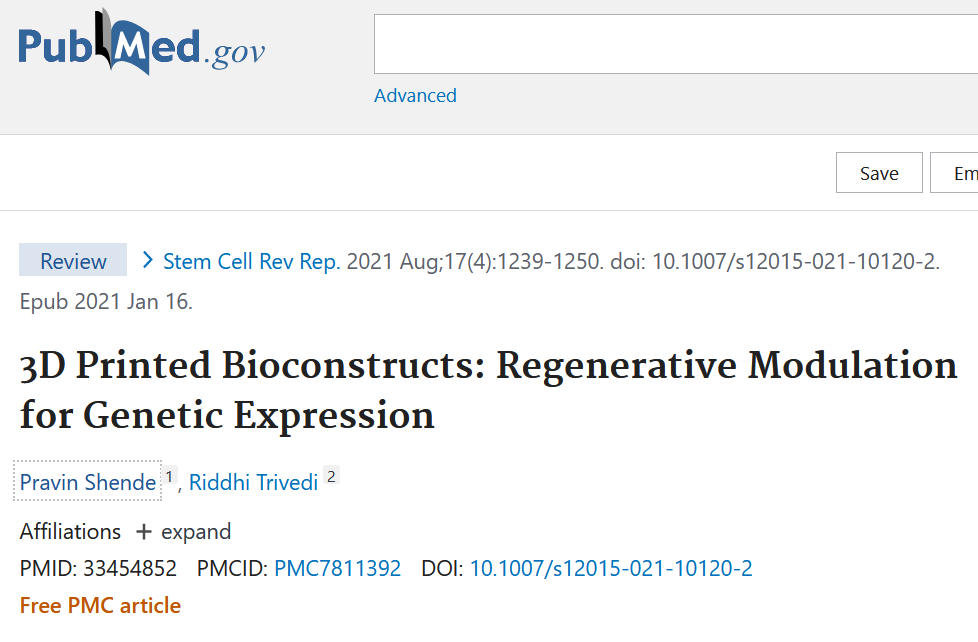 PubMed.gov
Advanced
Save
Em
Review > Stem Cell Rev Rep. 2021 Aug;17(4):1239-1250. doi: 10.1007/s12015-021-10120-2.
Epub 2021 Jan 16.
3D Printed Bioconstructs: Regenerative Modulation
for Genetic Expression
Pravin Shende 1, Riddhi Trivedi 2
Affiliations + expand
PMID: 33454852 PMCID: PMC7811392 DOI: 10.1007/s12015-021-10120-2
Free PMC article